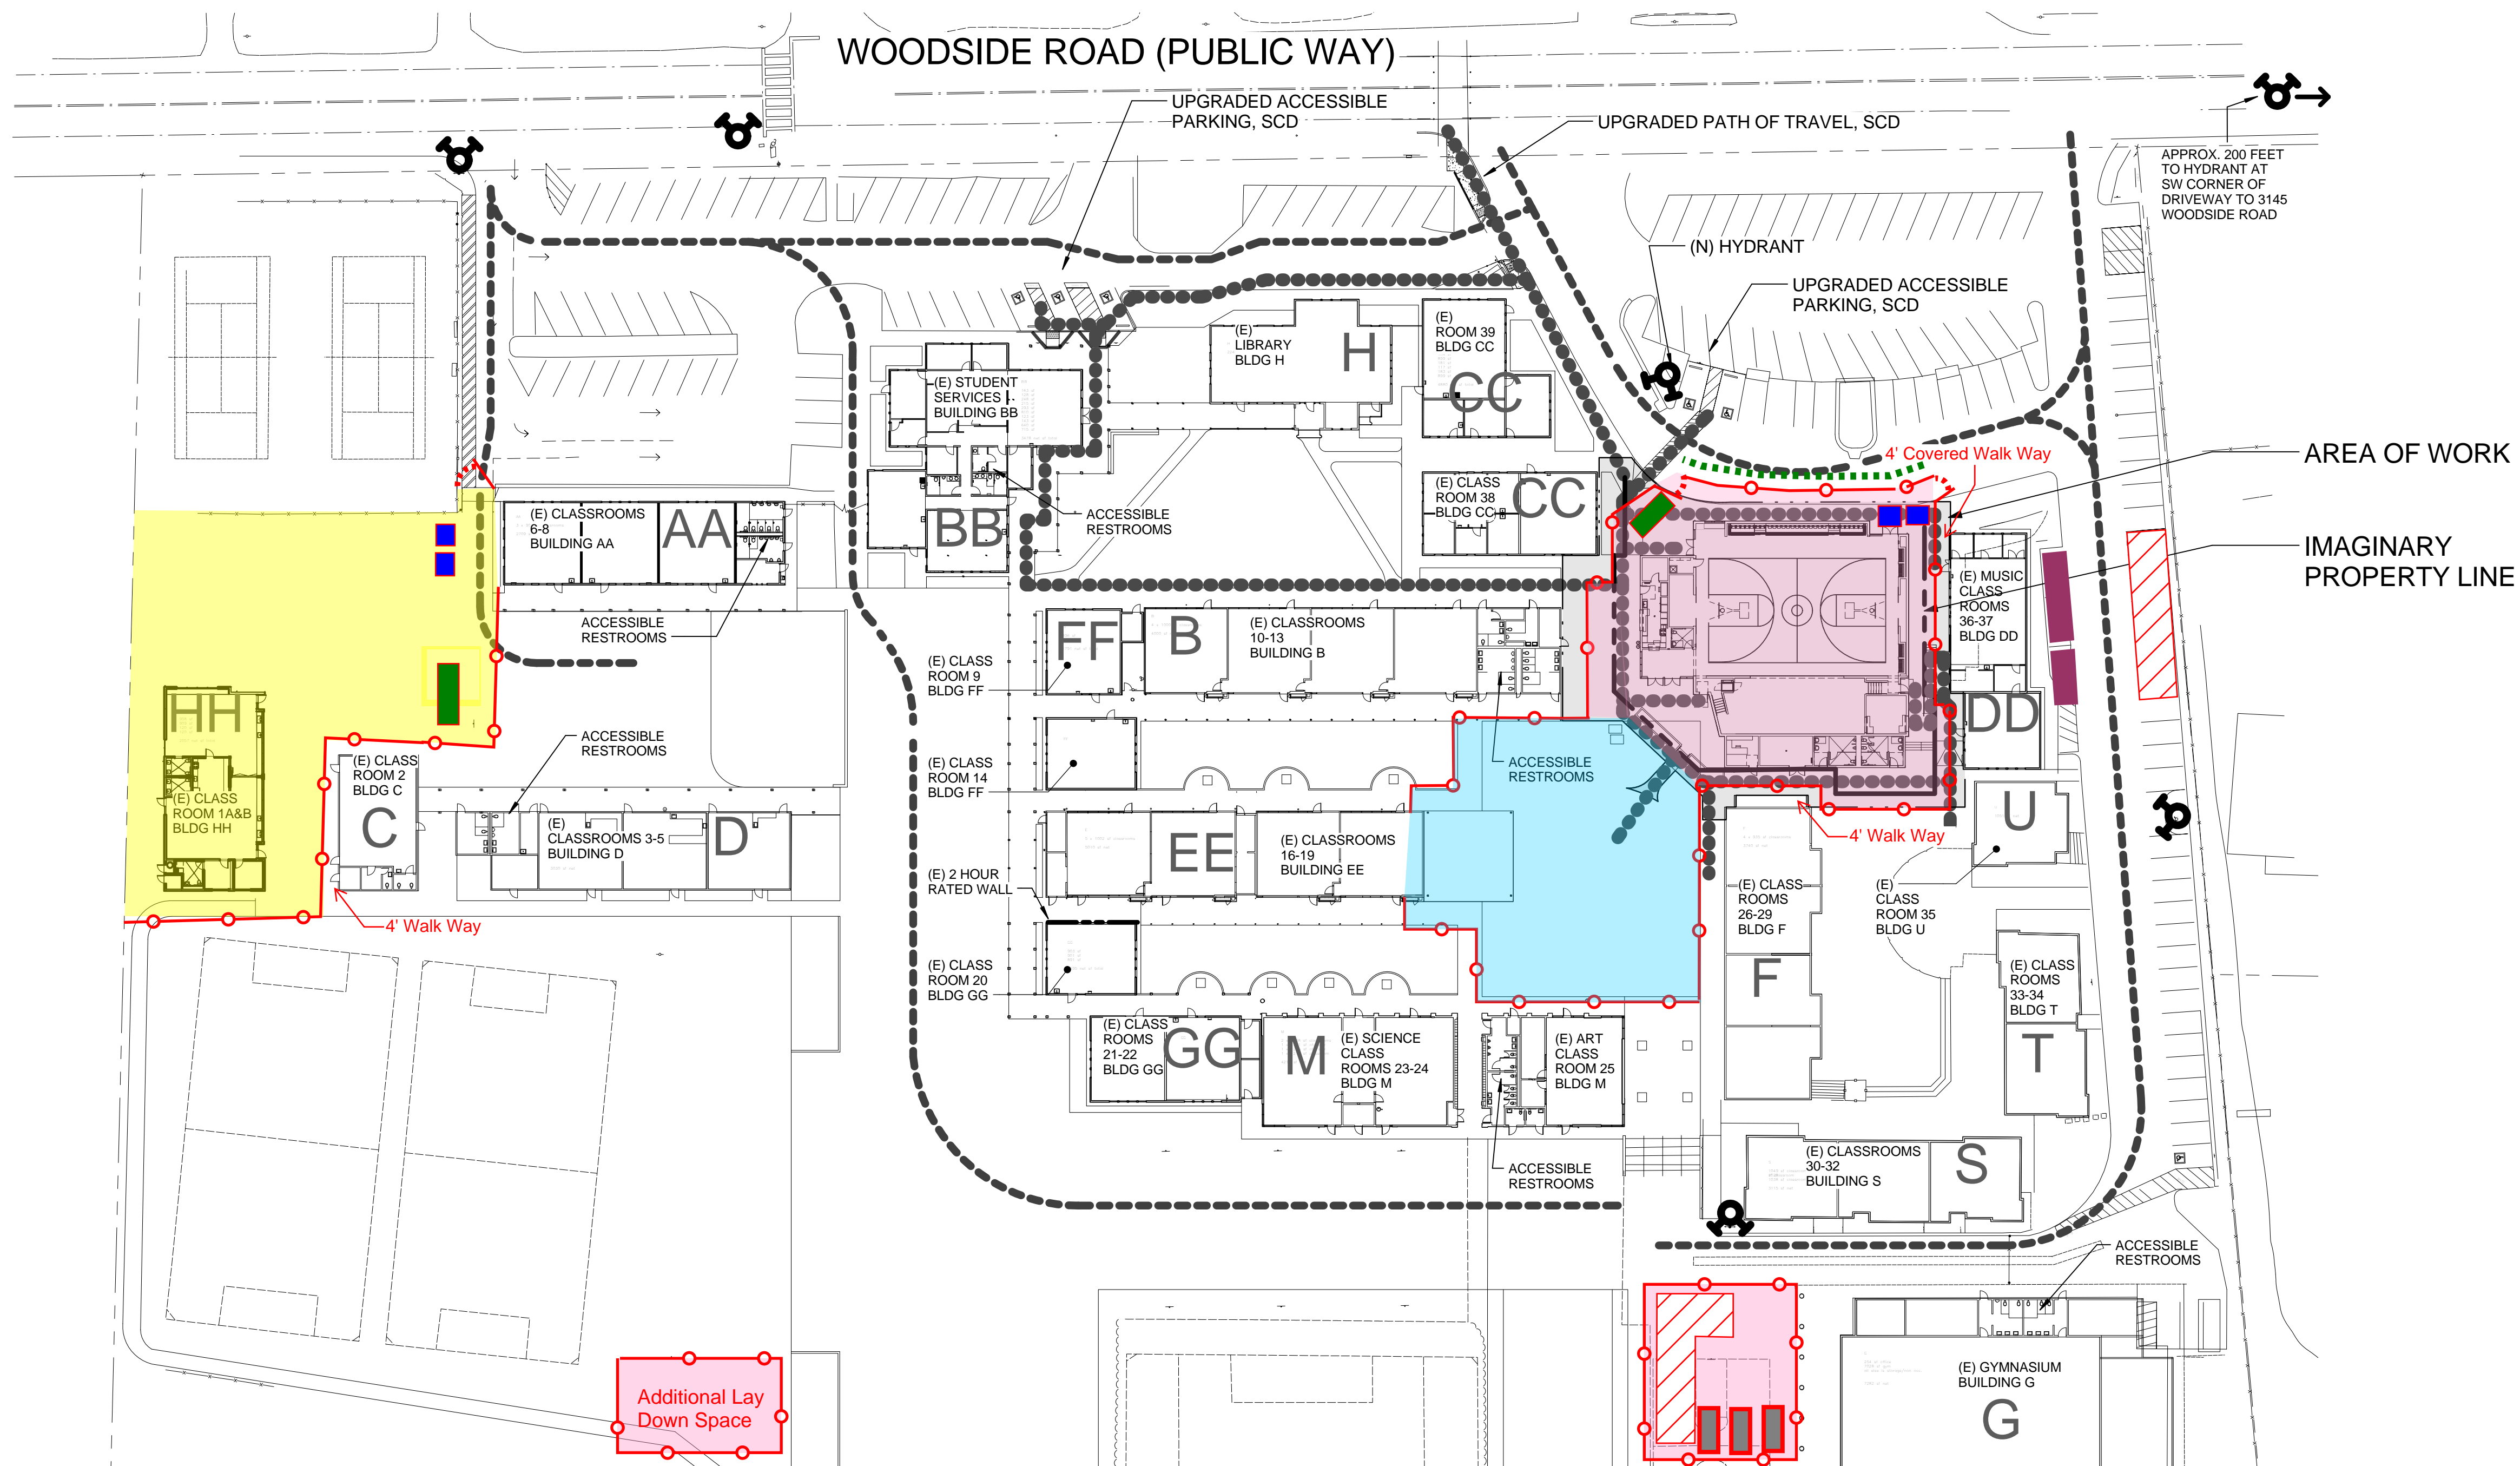 WOODSIDE ROAD (PUBLIC WAY)
UPGRADED ACCESSIBLE
PARKING, SCD
UPGRADED PATH OF TRAVEL, SCD
APPROX. 200 FEET
TO HYDRANT AT
SW CORNER OF
DRIVEWAY TO 3145
WOODSIDE ROAD
(N) HYDRANT
UPGRADED ACCESSIBLE
PARKING, SCD
(E)
LIBRARY
BLDG H
H
(E)
ROOM 39
BLDG CC
CC
(E) STUDENT
SERVICES
BUILDING BB
BB
4' Covered Walk Way
AREA OF WORK
(E) CLASS
ROOM 38
BLDG CC
CC
(E) CLASSROOMS
6-8
BUILDING AA
AA
ACCESSIBLE
RESTROOMS
IMAGINARY
PROPERTY LINE
(E) MUSIC
CLASS
ROOMS
36-37
BLDG DD
DD
ACCESSIBLE
RESTROOMS
FF
B
(E) CLASSROOMS
10-13
BUILDING B
(E) CLASS
ROOM 9
BLDG FF
HH
(E) CLASS
ROOM 1A&B
BLDG HH
ACCESSIBLE
RESTROOMS
(E) CLASS
ROOM 2
BLDG C
C
(E) CLASS
ROOM 14
BLDG FF
ACCESSIBLE
RESTROOMS
(E)
CLASSROOMS 3-5
BUILDING D
D
EE
(E) CLASSROOMS
16-19
BUILDING EE
4' Walk Way
U
(E) 2 HOUR
RATED WALL
(E) CLASS
ROOMS
26-29
BLDG F
F
(E)
CLASS
ROOM 35
BLDG U
4' Walk Way
(E) CLASS
ROOM 20
BLDG GG
(E) CLASS
ROOMS
33-34
BLDG T
T
(E) CLASS
ROOMS
21-22
BLDG GG
GG
M
(E) SCIENCE
CLASS
ROOMS 23-24
BLDG M
(E) ART
CLASS
ROOM 25
BLDG M
ACCESSIBLE
RESTROOMS
(E) CLASSROOMS
30-32
BUILDING S
S
ACCESSIBLE
RESTROOMS
(E) GYMNASIUM
BUILDING G
G
Additional Lay
Down Space